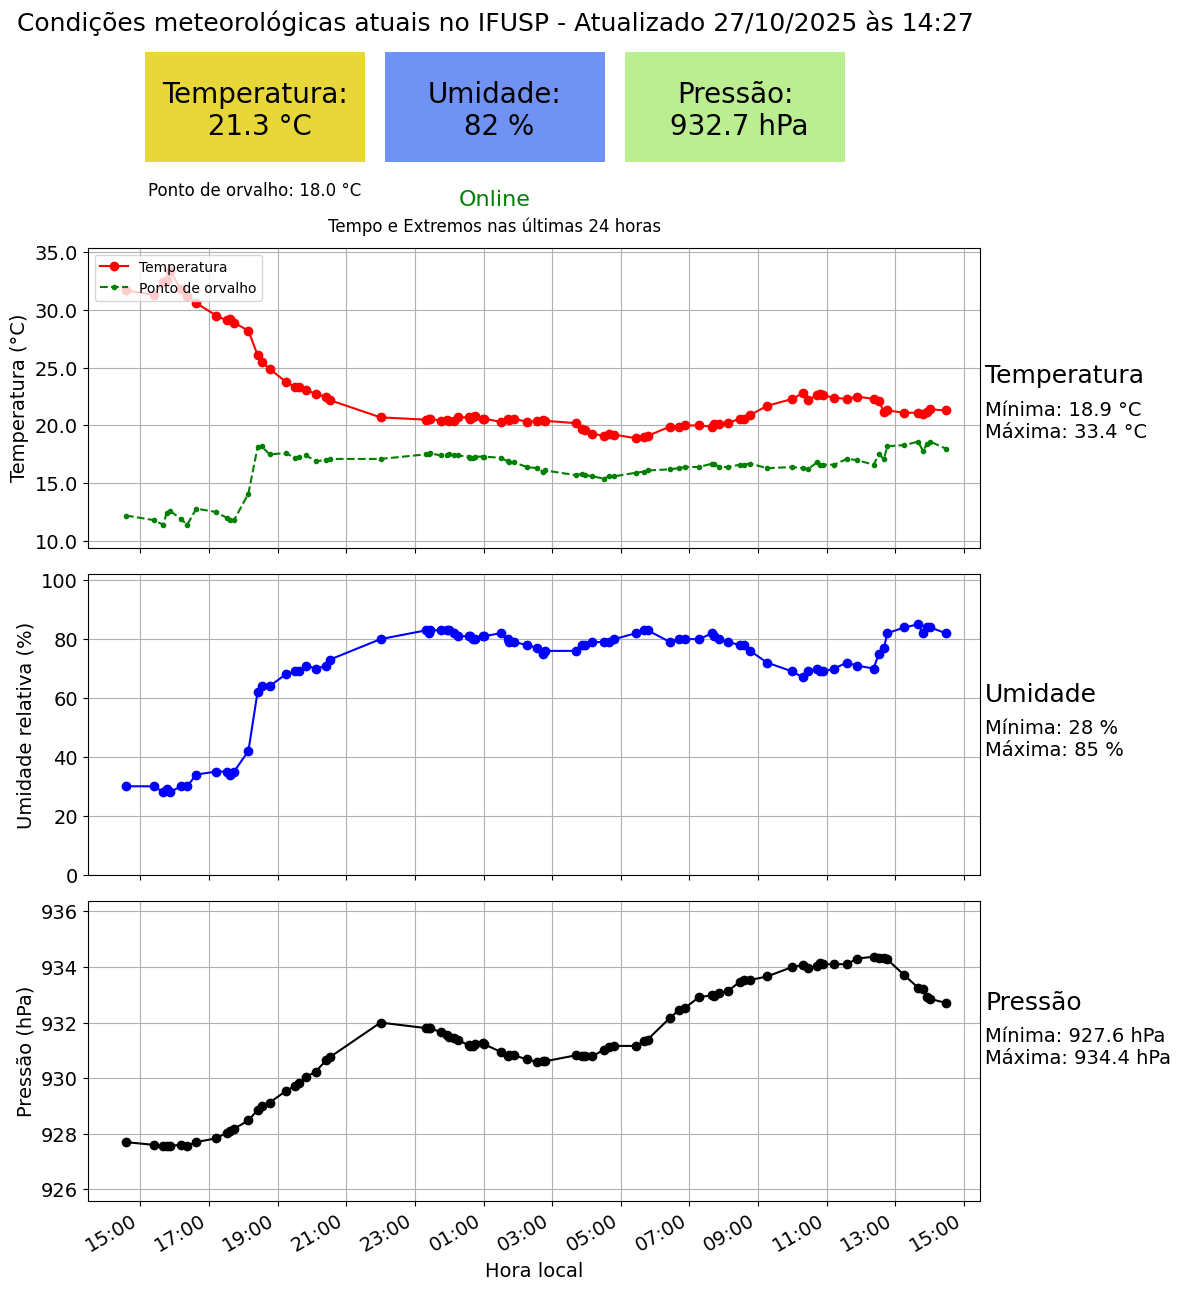 Condições meteorológicas atuais no IFUSP - Atualizado 27/10/2025 às 14:27
Temperatura:
21.3 °C
Umidade:
82 %
Pressão:
932.7 hPa
Ponto de orvalho: 18.0 °C
Online
Tempo e Extremos nas últimas 24 horas
35.0
30.0
25.0
20.0
15.0
10.0
Temperatura (°C)
Temperatura
Ponto de orvalho
Temperatura
Mínima: 18.9 °C
Máxima: 33.4 °C
100
80
60
40
20
0
Umidade relativa (%)
Umidade
Mínima: 28 %
Máxima: 85 %
936
934
932
930
928
926
Pressão (hPa)
Pressão
Mínima: 927.6 hPa
Máxima: 934.4 hPa
15:00 17:00 19:00 21:00 23:00 01:00 03:00 05:00 07:00 09:00 11:00 13:00 15:00
Hora local